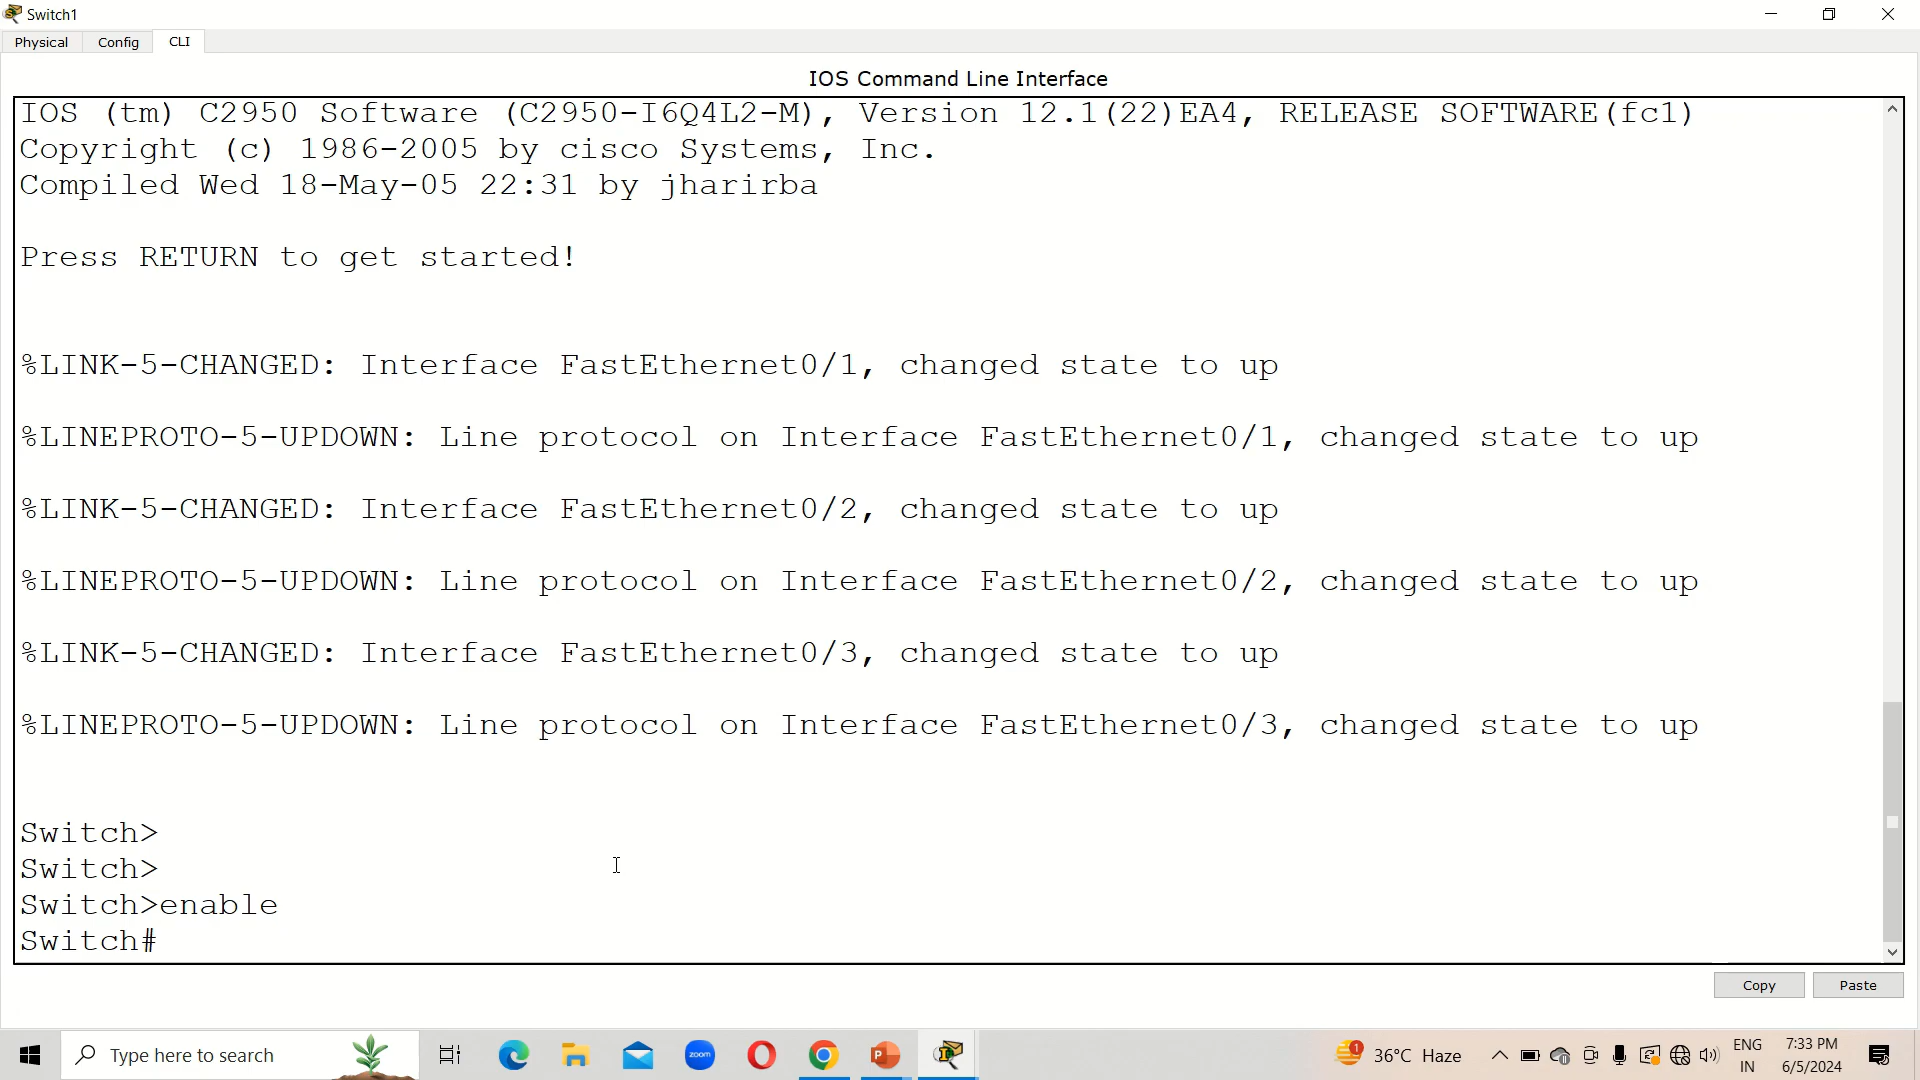 Switch1
Physical Config CLI
IOS Command Line Interface
IOS (tm) C2950 Software (C2950-I6Q4L2-M), Version 12.1(22)EA4, RELEASE SOFTWARE(fc1)
Copyright (c) 1986-2005 by cisco Systems, Inc.
Compiled Wed 18-May-05 22:31 by jharirba
Press RETURN to get started!
%LINK-5-CHANGED: Interface FastEthernet0/1, changed state to up
%LINEPROTO-5-UPDOWN: Line protocol on Interface FastEthernet0/1, changed state to up
%LINK-5-CHANGED: Interface FastEthernet0/2, changed state to up
%LINEPROTO-5-UPDOWN: Line protocol on Interface FastEthernet0/2, changed state to up
%LINK-5-CHANGED: Interface FastEthernet0/3, changed state to up
%LINEPROTO-5-UPDOWN: Line protocol on Interface FastEthernet0/3, changed state to up
Switch>
Switch>
Switch>enable
Switch#
Copy Paste
Type here to search
zoom
1
36°C Haze
ENG
IN
7:33 PM
6/5/2024